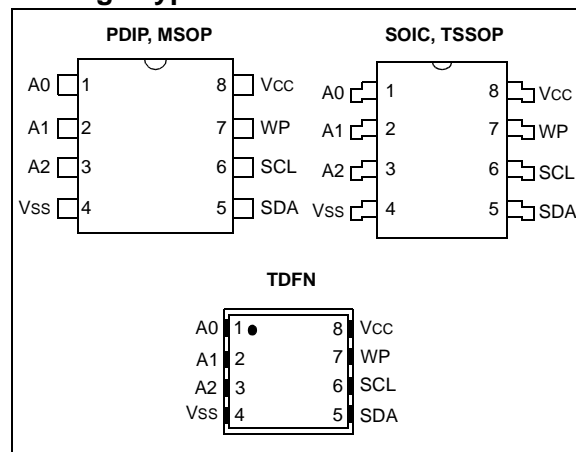 PDIP, MSOP
A0 1 8 VCC
A1 2 7 WP
A2 3 6 SCL
VSS 4 5 SDA
SOIC, TSSOP
A0 1 8 VCC
A1 2 7 WP
A2 3 6 SCL
VSS 4 5 SDA
TDFN
A0 1 8 VCC
A1 2 7 WP
A2 3 6 SCL
VSS 4 5 SDA